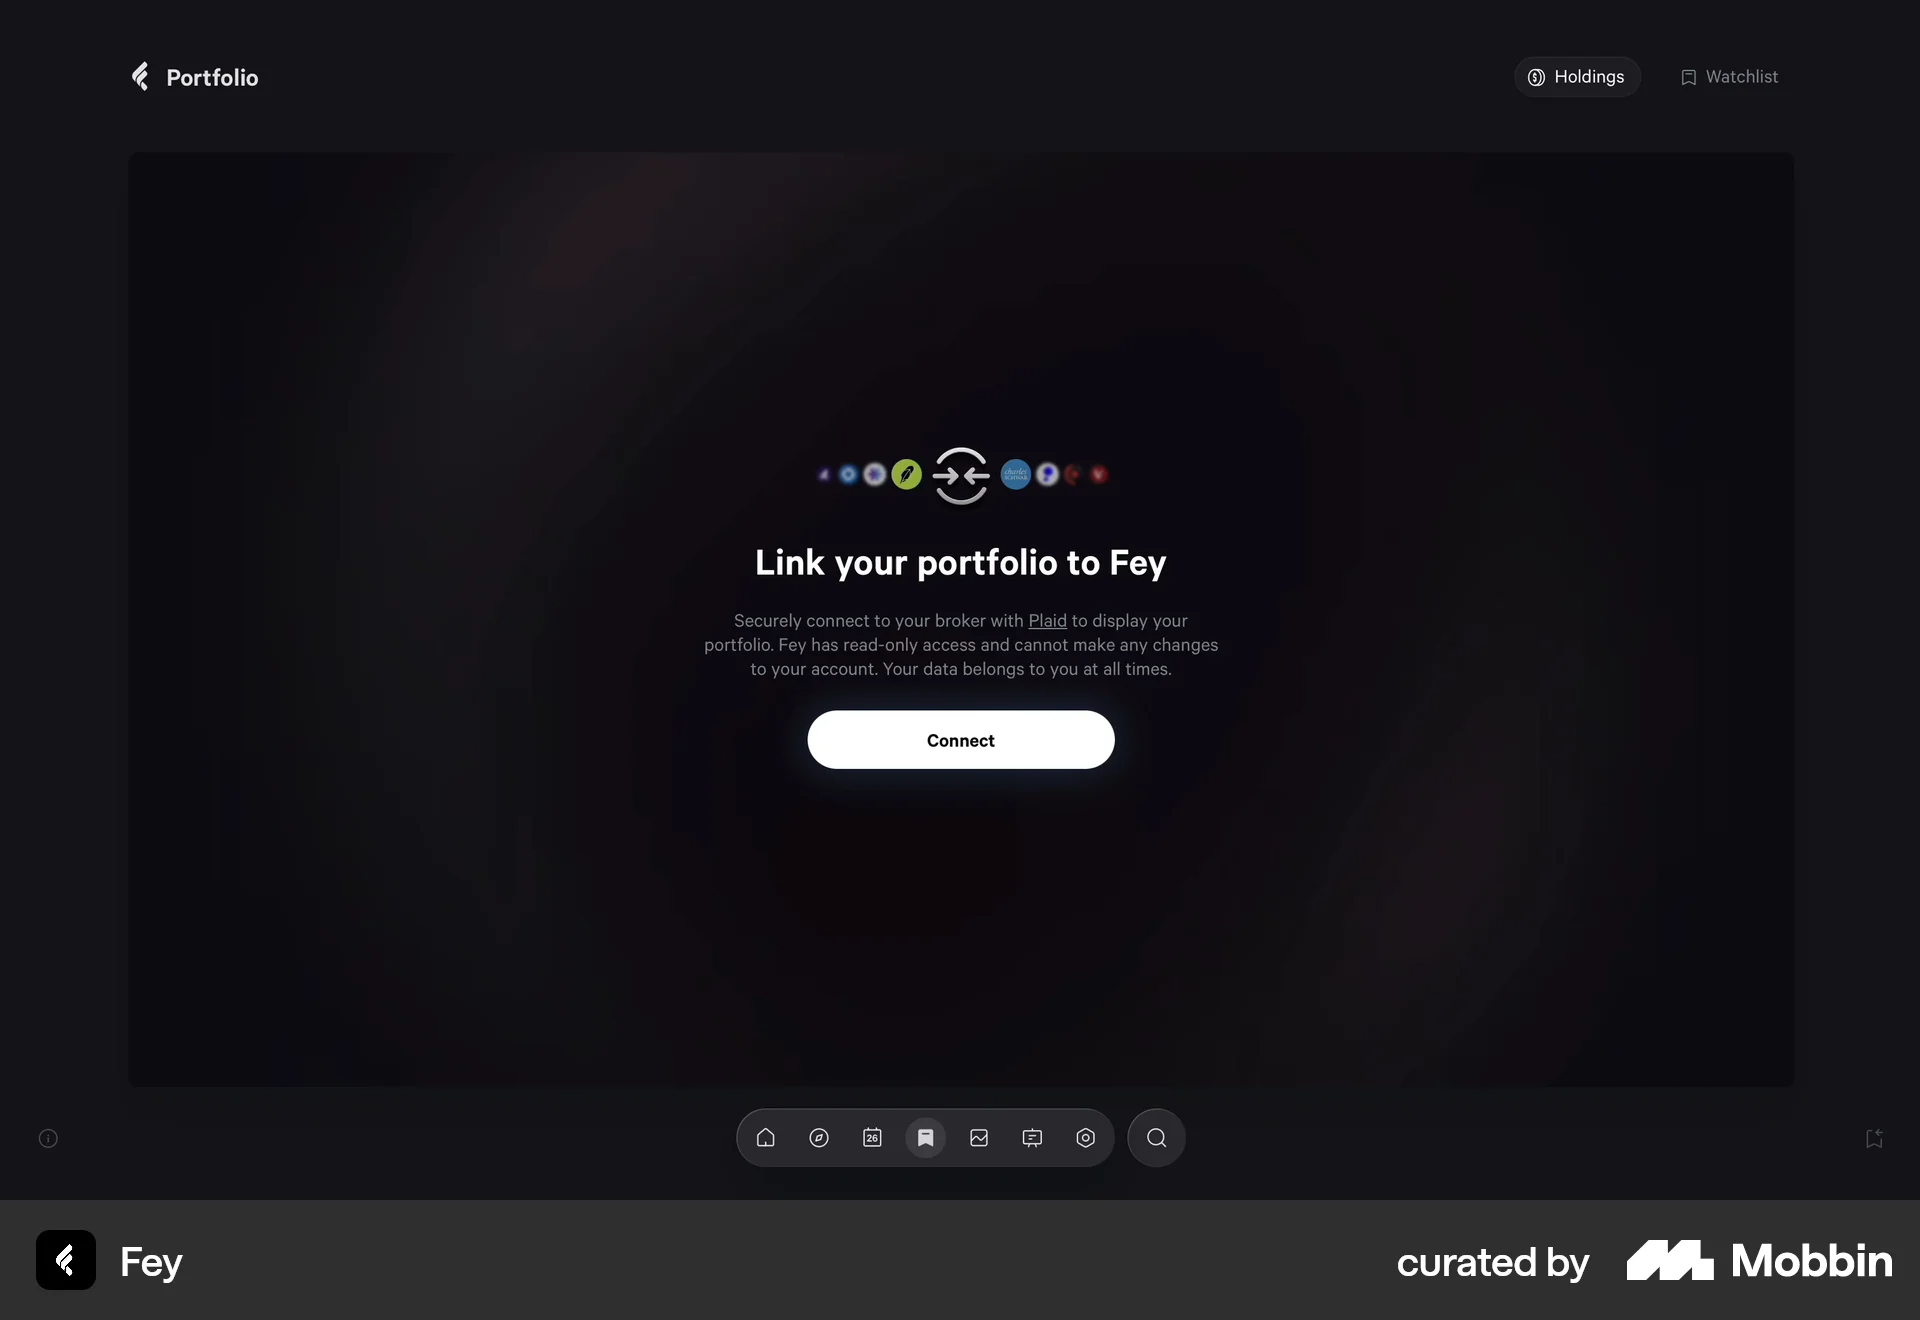 Portfolio
Holdings
Watchlist
charles
SCHWAB
Link your portfolio to Fey
Securely connect to your broker with Plaid to display your
portfolio. Fey has read-only access and cannot make any changes
to your account. Your data belongs to you at all times.
Connect
26
Fey
curated by
Mobbin